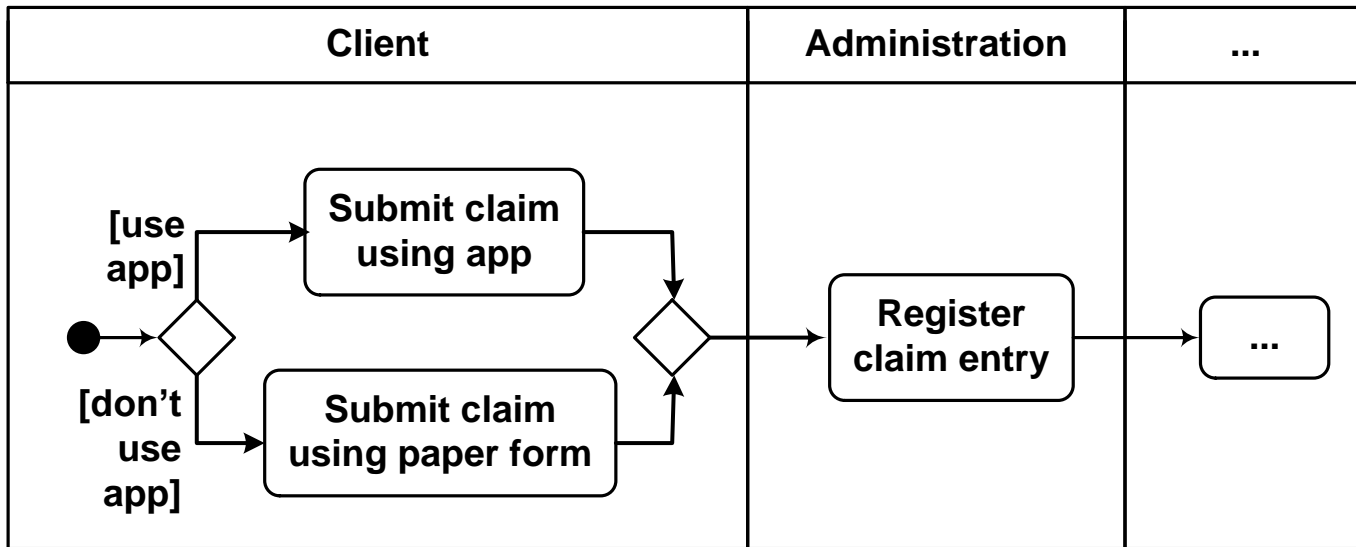 Client
Administration
...
[use
app]
Submit claim
using app
[don’t
use
app]
Submit claim
using paper form
Register
claim entry
...